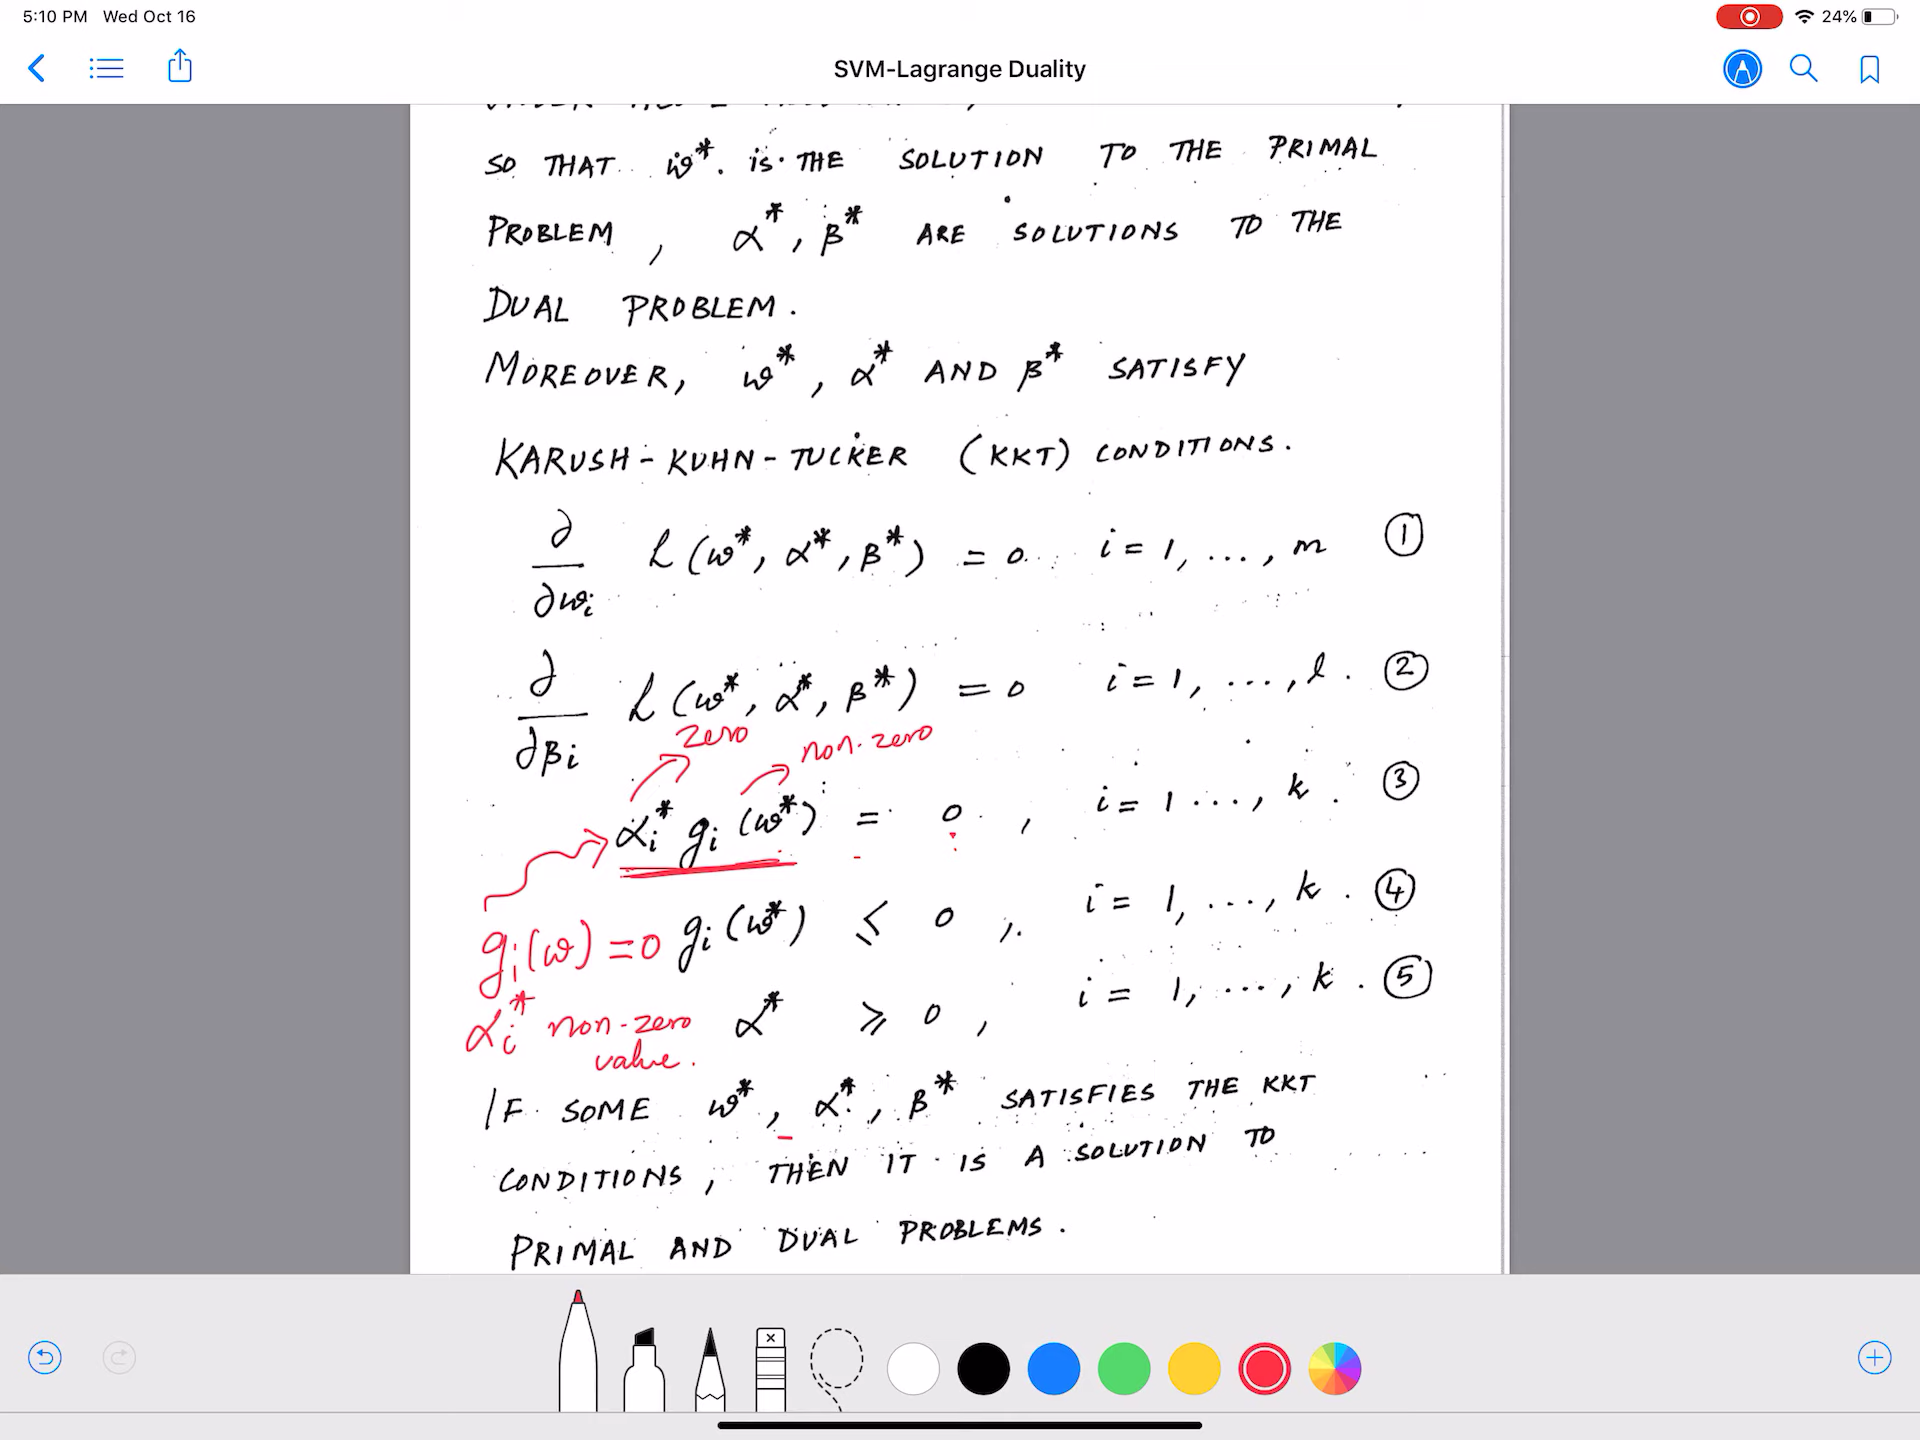 5:10 PM Wed Oct 16
24%
SVM-Lagrange Duality
SO THAT w*. is THE SOLUTION TO THE PRIMAL
PROBLEM, α*, β* ARE SOLUTIONS TO THE
DUAL PROBLEM.
MOREOVER, w*, α* AND β* SATISFY
KARUSH-KUHN-TUCKER (KKT) CONDITIONS.
∂/∂wi L(w*, α*, β*) = 0 i = 1, ..., n ①
∂/∂βi L(w*, α*, β*) = 0 i = 1, ..., l. ②
zero non-zero
αi* gi(w*) = 0, i = 1 ..., k. ③
gi(w) = 0 gi(w*) ≤ 0, i = 1, ..., k. ④
αi* non-zero value. α* ≥ 0, i = 1, ..., k. ⑤
IF SOME w*, α*, β* SATISFIES THE KKT
CONDITIONS, THEN IT IS A SOLUTION TO
PRIMAL AND DUAL PROBLEMS.